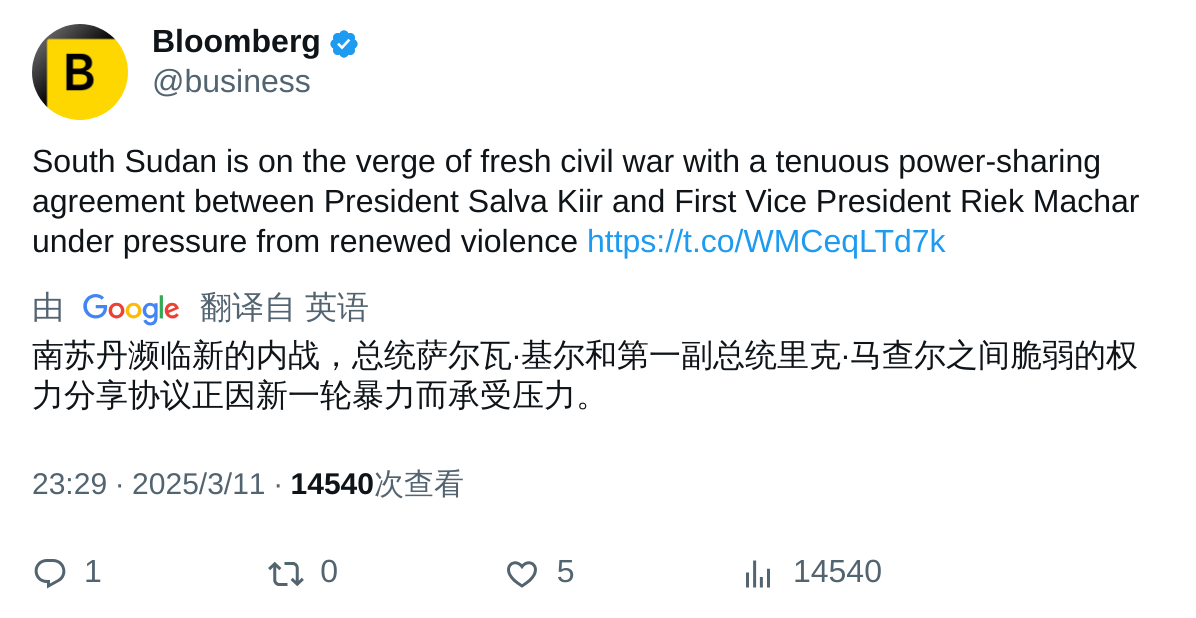 B
Bloomberg
@business
South Sudan is on the verge of fresh civil war with a tenuous power-sharing
agreement between President Salva Kiir and First Vice President Riek Machar
under pressure from renewed violence https://t.co/WMCeqLTd7k
由 Google 翻译自 英语
南苏丹濒临新的内战，总统萨尔瓦·基尔和第一副总统里克·马查尔之间脆弱的权
力分享协议正因新一轮暴力而承受压力。
23:29 · 2025/3/11 · 14540次查看
1 0 5 14540